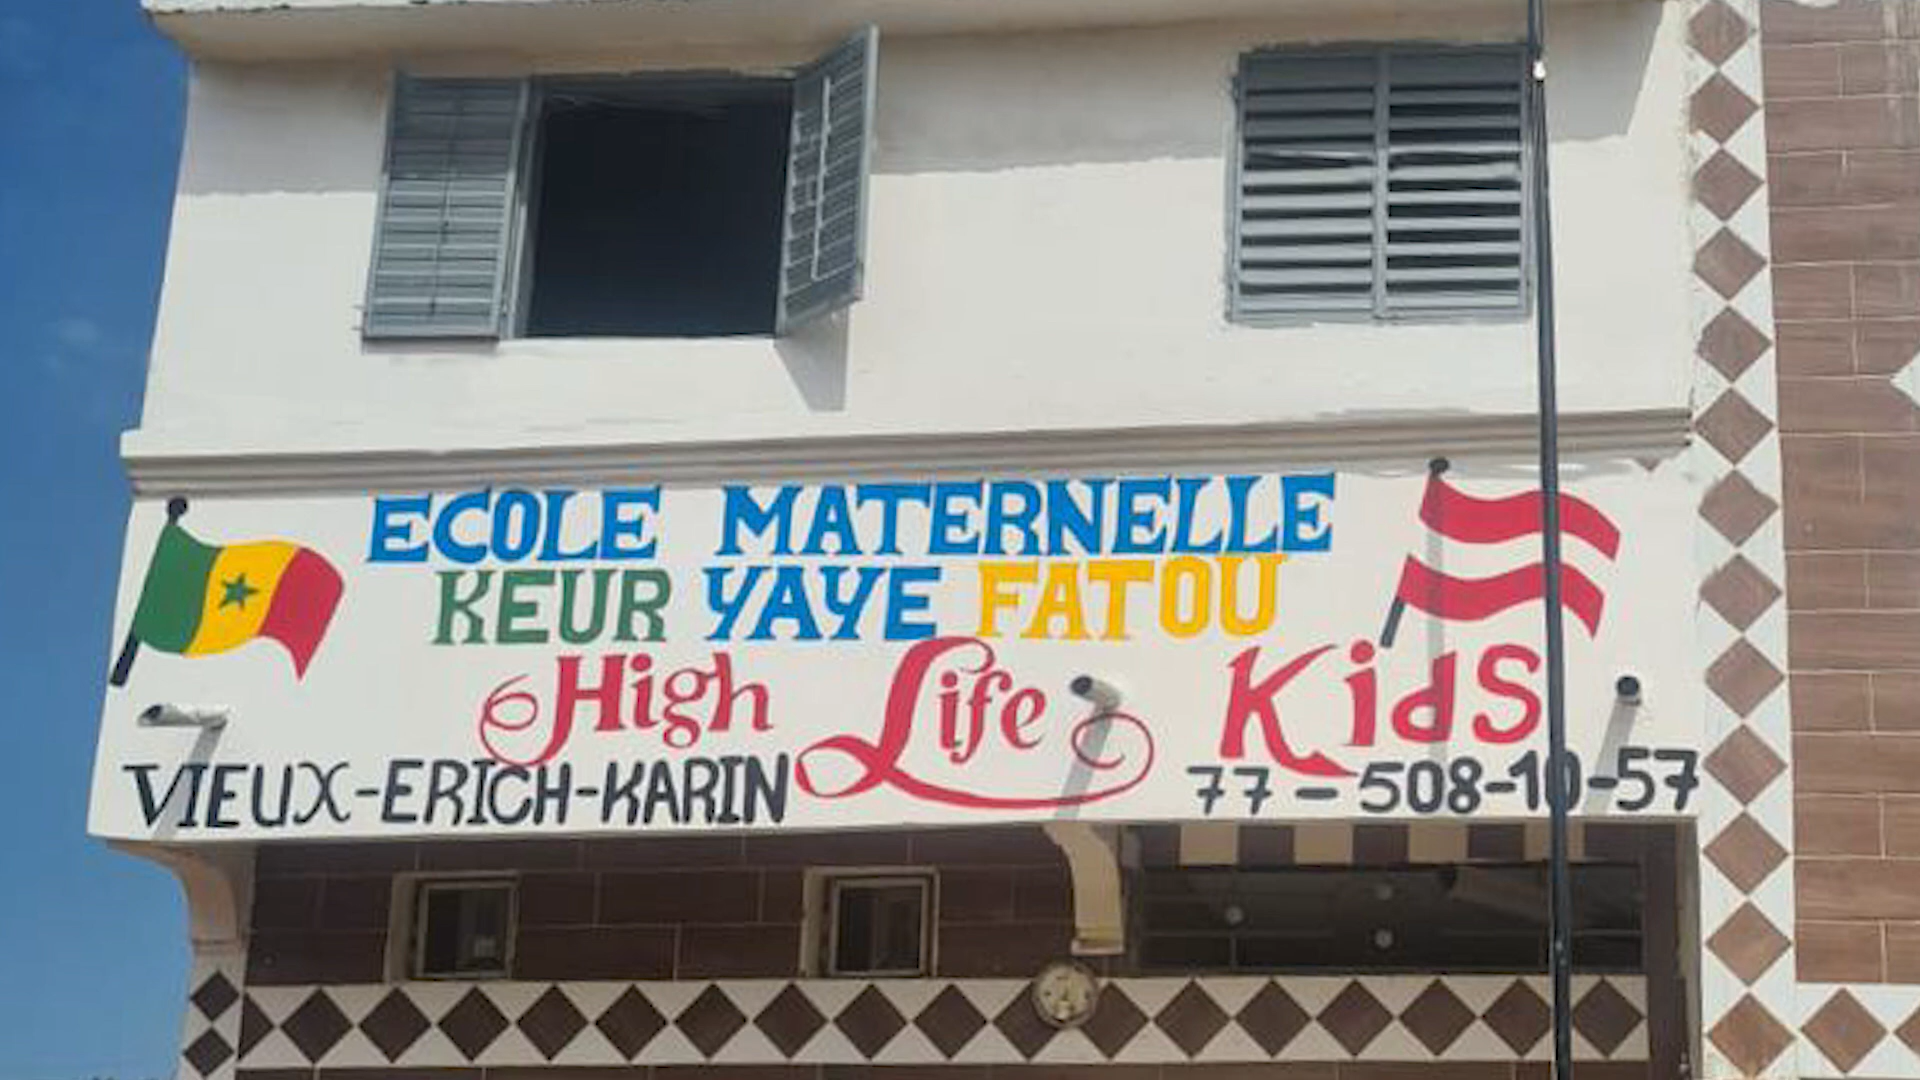 ECOLE MATERNELLE
KEUR YAYE FATOU
High Life Kids
VIEUX-ERICH-KARIN 77-508-10-57